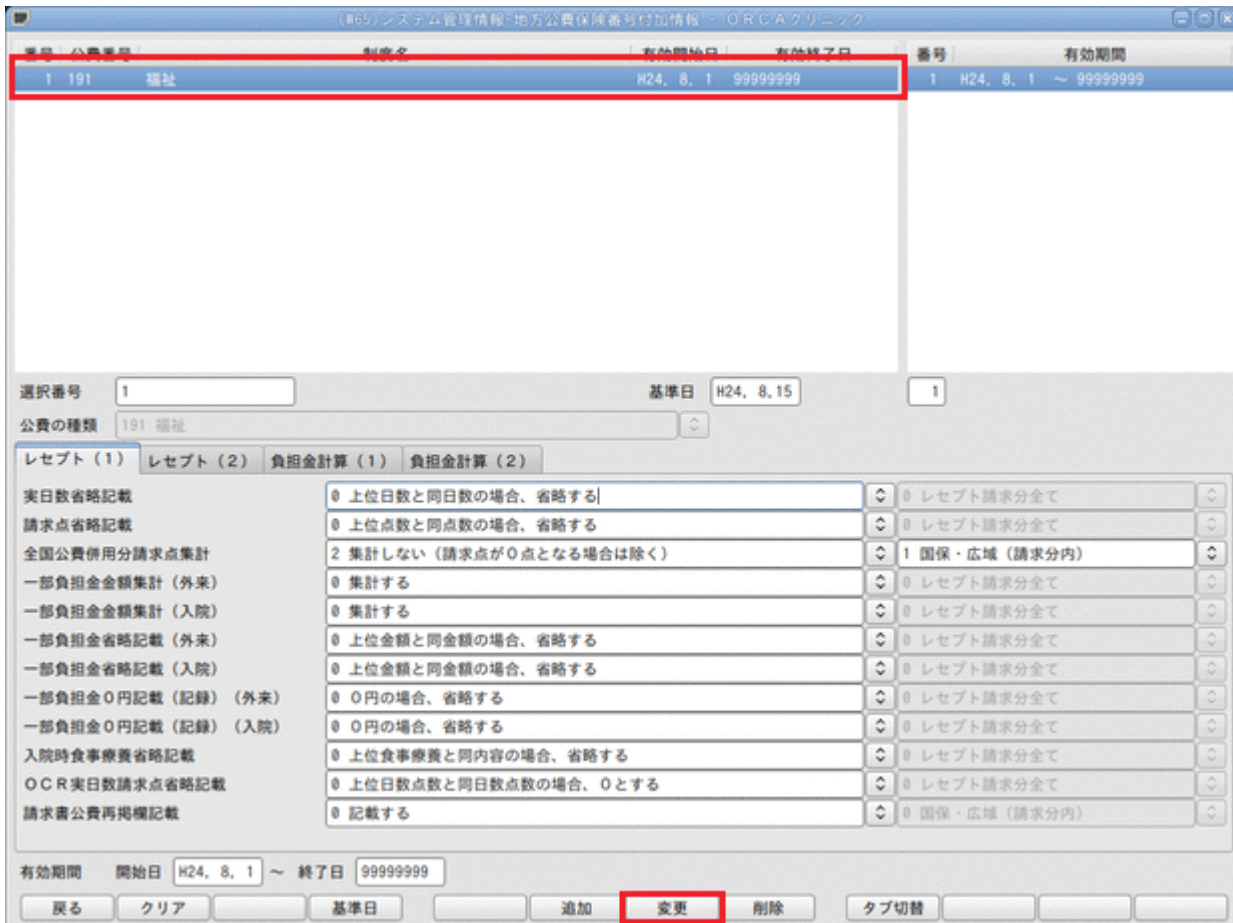 (W65)システム管理情報-地方公費保険番号付加情報 - ORCAクリニック
番号 公費番号 制度名 有効開始日 有効終了日 番号 有効期間
1 191 福祉 H24. 8. 1 99999999 1 H24. 8. 1 ～ 99999999
選択番号 1 基準日 H24. 8.15 1
公費の種類 191 福祉
レセプト（1） レセプト（2） 負担金計算（1） 負担金計算（2）
実日数省略記載 0 上位日数と同日数の場合、省略する 0 レセプト請求分全て
請求点省略記載 0 上位点数と同点数の場合、省略する 0 レセプト請求分全て
全国公費併用分請求点集計 2 集計しない（請求点が０点となる場合は除く） 1 国保・広域（請求分内）
一部負担金金額集計（外来） 0 集計する 0 レセプト請求分全て
一部負担金金額集計（入院） 0 集計する 0 レセプト請求分全て
一部負担金省略記載（外来） 0 上位金額と同金額の場合、省略する 0 レセプト請求分全て
一部負担金省略記載（入院） 0 上位金額と同金額の場合、省略する 0 レセプト請求分全て
一部負担金０円記載（記録）（外来） 0 ０円の場合、省略する 0 レセプト請求分全て
一部負担金０円記載（記録）（入院） 0 ０円の場合、省略する 0 レセプト請求分全て
入院時食事療養省略記載 0 上位食事療養と同内容の場合、省略する 0 レセプト請求分全て
ＯＣＲ実日数請求点省略記載 0 上位日数点数と同日数点数の場合、０とする 0 レセプト請求分全て
請求書公費再掲欄記載 0 記載する 0 国保・広域（請求分内）
有効期間 開始日 H24. 8. 1 ～ 終了日 99999999
戻る クリア 基準日 追加 変更 削除 タブ切替